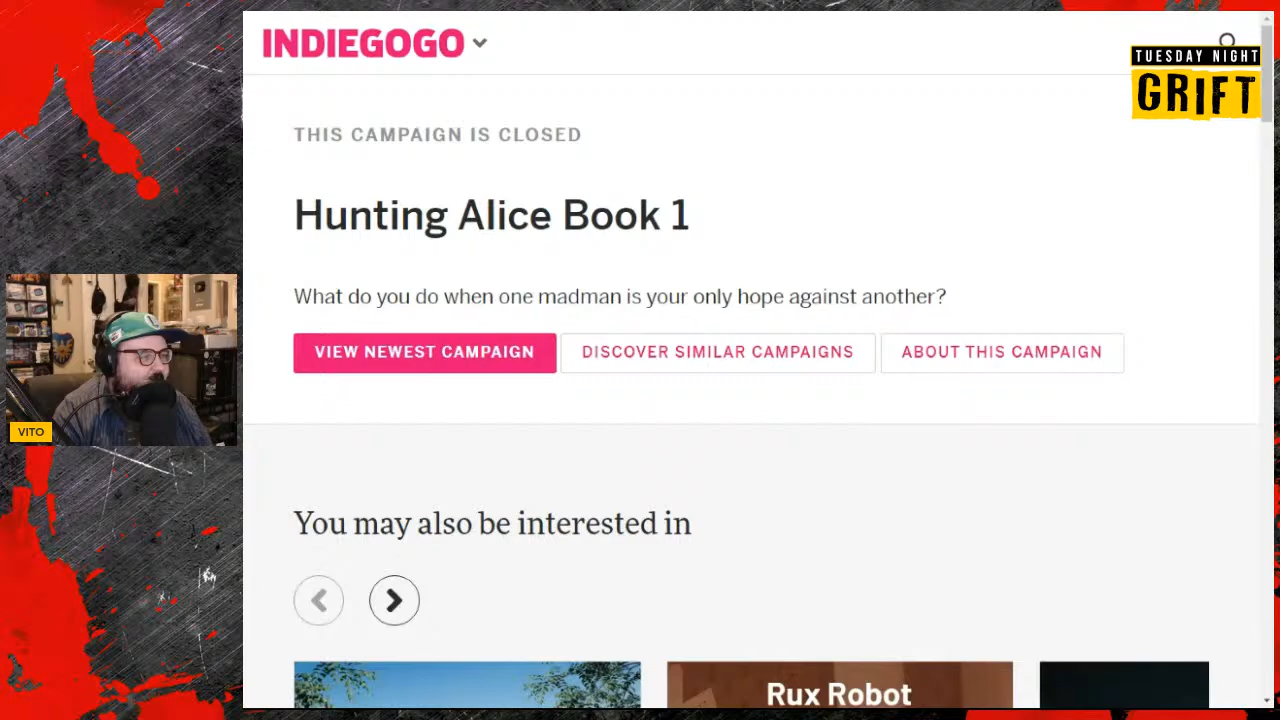 INDIEGOGO
TUESDAY NIGHT
GRIFT
THIS CAMPAIGN IS CLOSED
Hunting Alice Book 1
What do you do when one madman is your only hope against another?
VIEW NEWEST CAMPAIGN
DISCOVER SIMILAR CAMPAIGNS
ABOUT THIS CAMPAIGN
VITO
You may also be interested in
Rux Robot